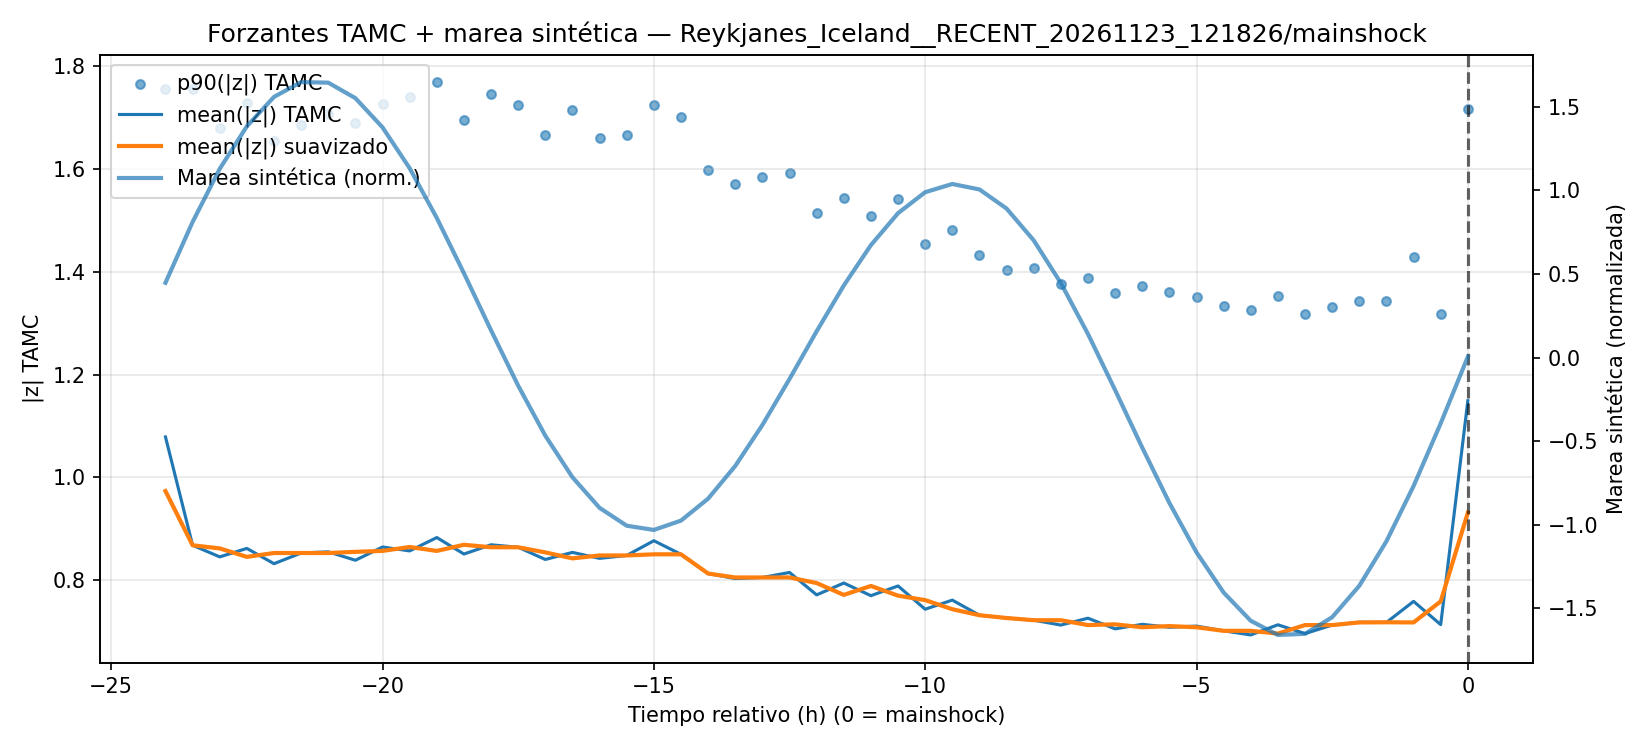 Forzantes TAMC + marea sintética — Reykjanes_Iceland__RECENT_20261123_121826/mainshock
p90(|z|) TAMC
mean(|z|) TAMC
mean(|z|) suavizado
Marea sintética (norm.)
|z| TAMC
1.8
1.6
1.4
1.2
1.0
0.8
Marea sintética (normalizada)
1.5
1.0
0.5
0.0
−0.5
−1.0
−1.5
−25
−20
−15
−10
−5
0
Tiempo relativo (h) (0 = mainshock)